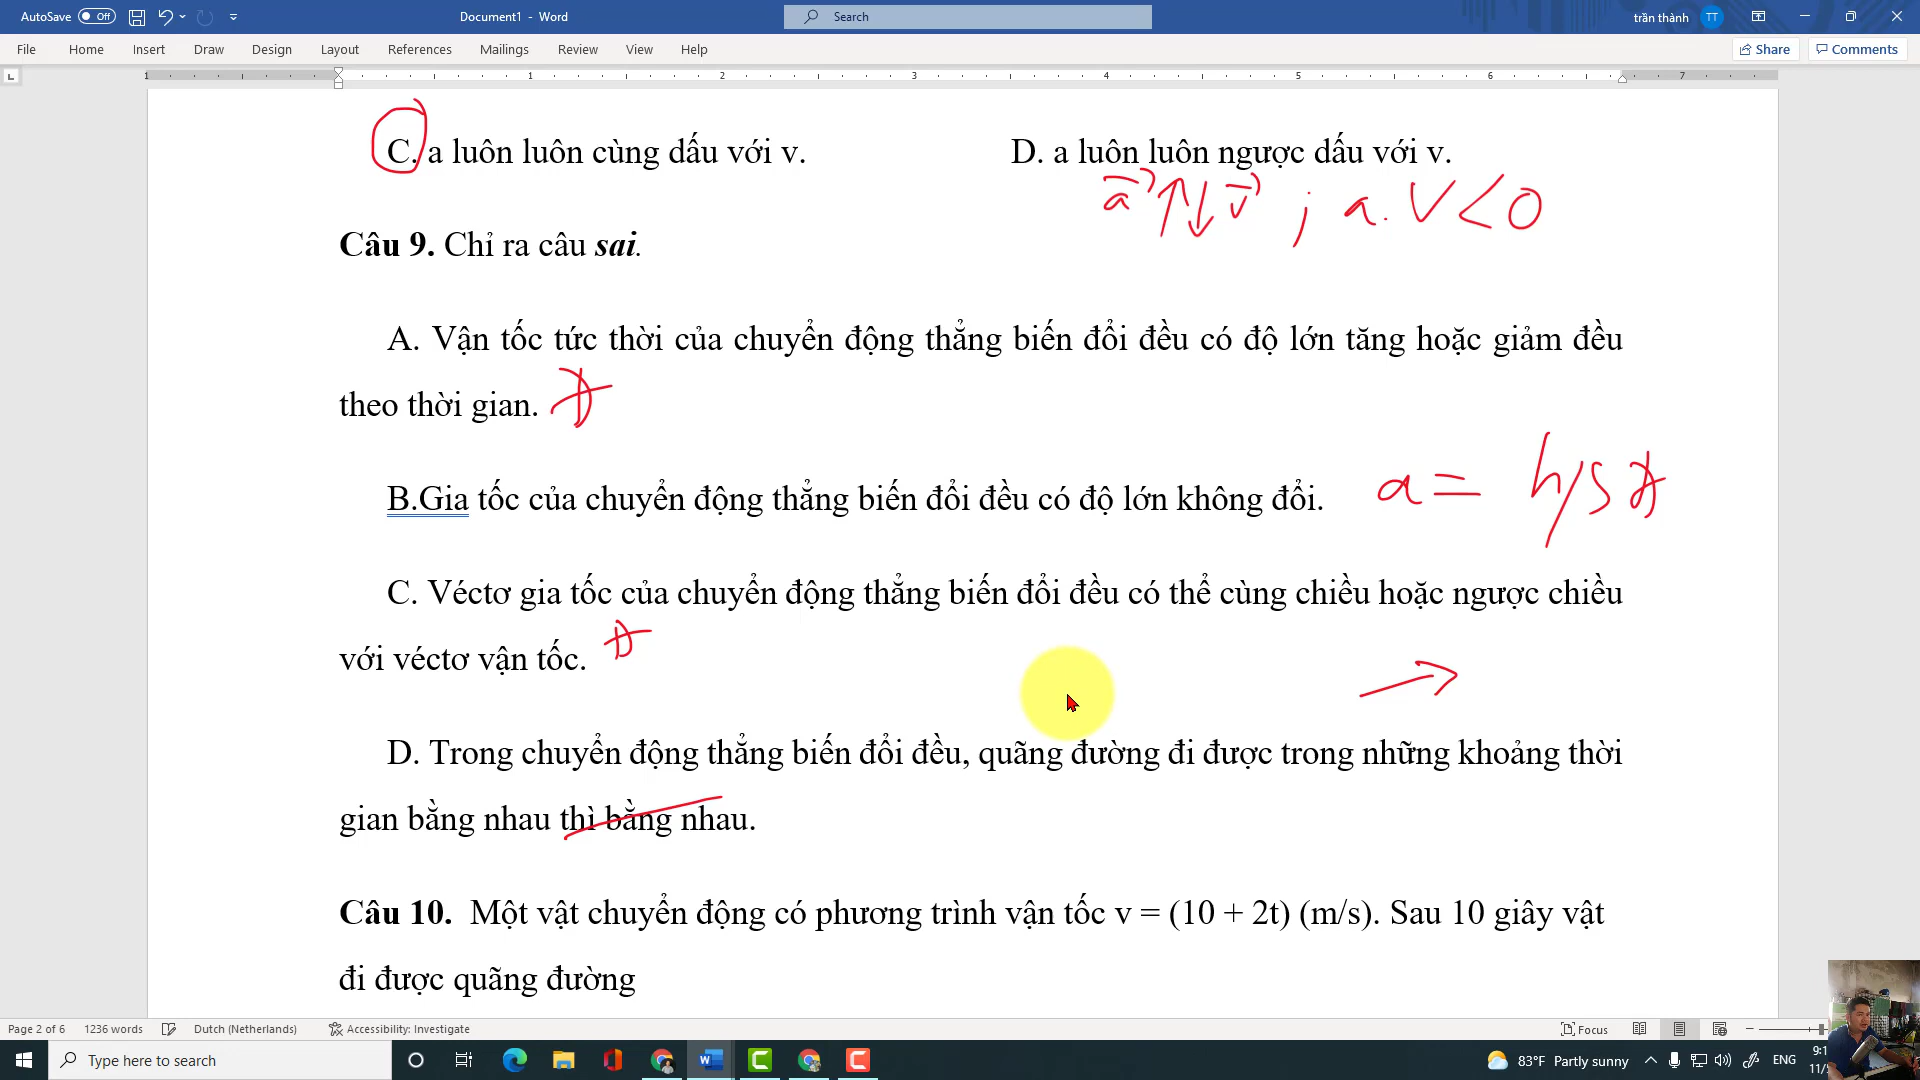 AutoSave Off Document1 - Word Search trần thành TT
File Home Insert Draw Design Layout References Mailings Review View Help Share Comments
1 1 2 3 4 5 6 7
C. a luôn luôn cùng dấu với v. D. a luôn luôn ngược dấu với v.
a ↑↓ v ; a. v < 0
Câu 9. Chỉ ra câu sai.
A. Vận tốc tức thời của chuyển động thẳng biến đổi đều có độ lớn tăng hoặc giảm đều
theo thời gian. Đ
B.Gia tốc của chuyển động thẳng biến đổi đều có độ lớn không đổi. a = h/s Đ
C. Véctơ gia tốc của chuyển động thẳng biến đổi đều có thể cùng chiều hoặc ngược chiều
với véctơ vận tốc. Đ
D. Trong chuyển động thẳng biến đổi đều, quãng đường đi được trong những khoảng thời
gian bằng nhau thì bằng nhau.
Câu 10. Một vật chuyển động có phương trình vận tốc v = (10 + 2t) (m/s). Sau 10 giây vật
đi được quãng đường
Page 2 of 6 1236 words Dutch (Netherlands) Accessibility: Investigate Focus
Type here to search 83°F Partly sunny ENG